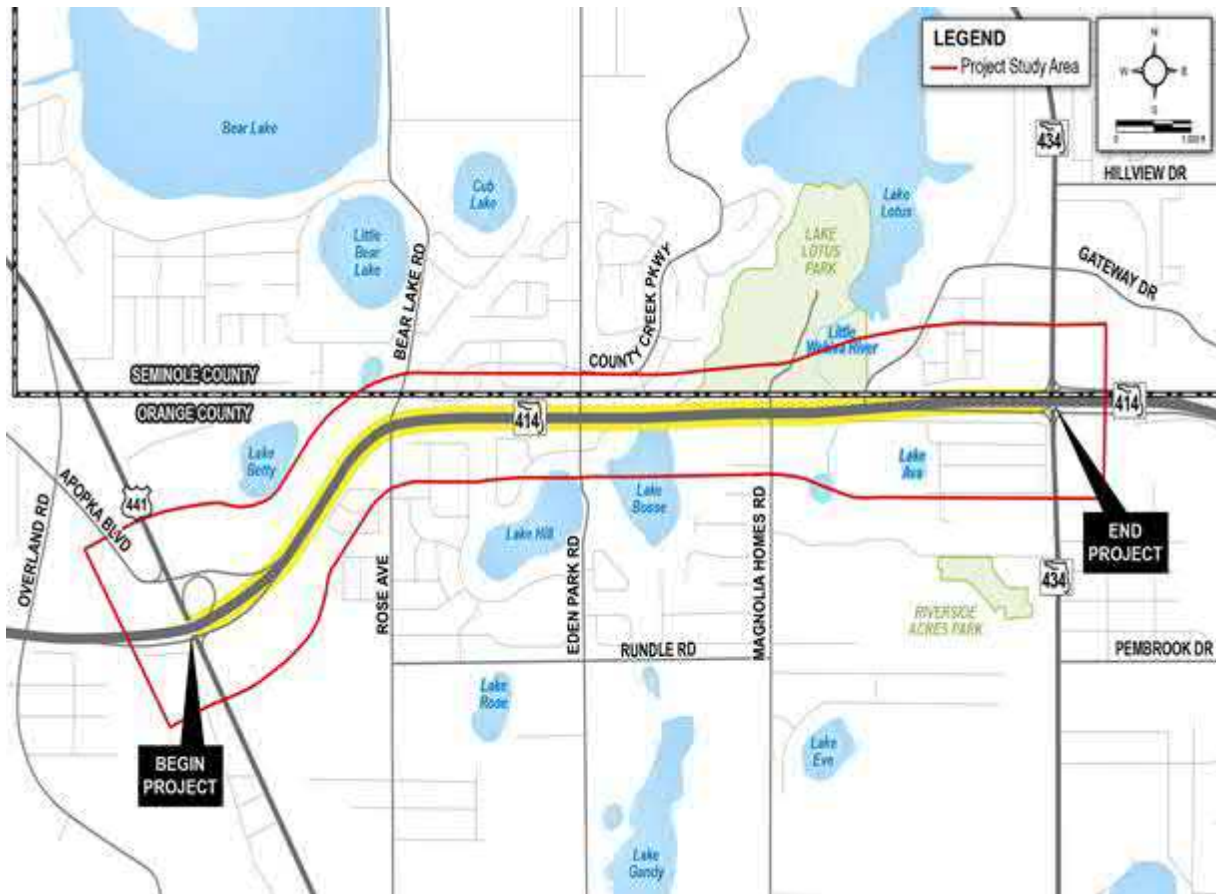 LEGEND
Project Study Area
N
W
E
S
0
434
HILLVIEW DR
Bear Lake
Cub
Lake
Little
Bear
Lake
Lake
Lotus
LAKE
LOTUS
PARK
BEAR LAKE RD
COUNTY CREEK PKWY
GATEWAY DR
Little
River
SEMINOLE COUNTY
ORANGE COUNTY
414
414
Lake
Betty
441
APOPKA BLVD
OVERLAND RD
Lake Hill
Lake
Bosse
Lake
Ava
END
PROJECT
ROSE AVE
EDEN PARK RD
MAGNOLIA HOMES RD
434
RIVERSIDE
ACRES PARK
RUNDLE RD
PEMBROOK DR
Lake
Rose
Lake
Eve
BEGIN
PROJECT
Lake
Gandy